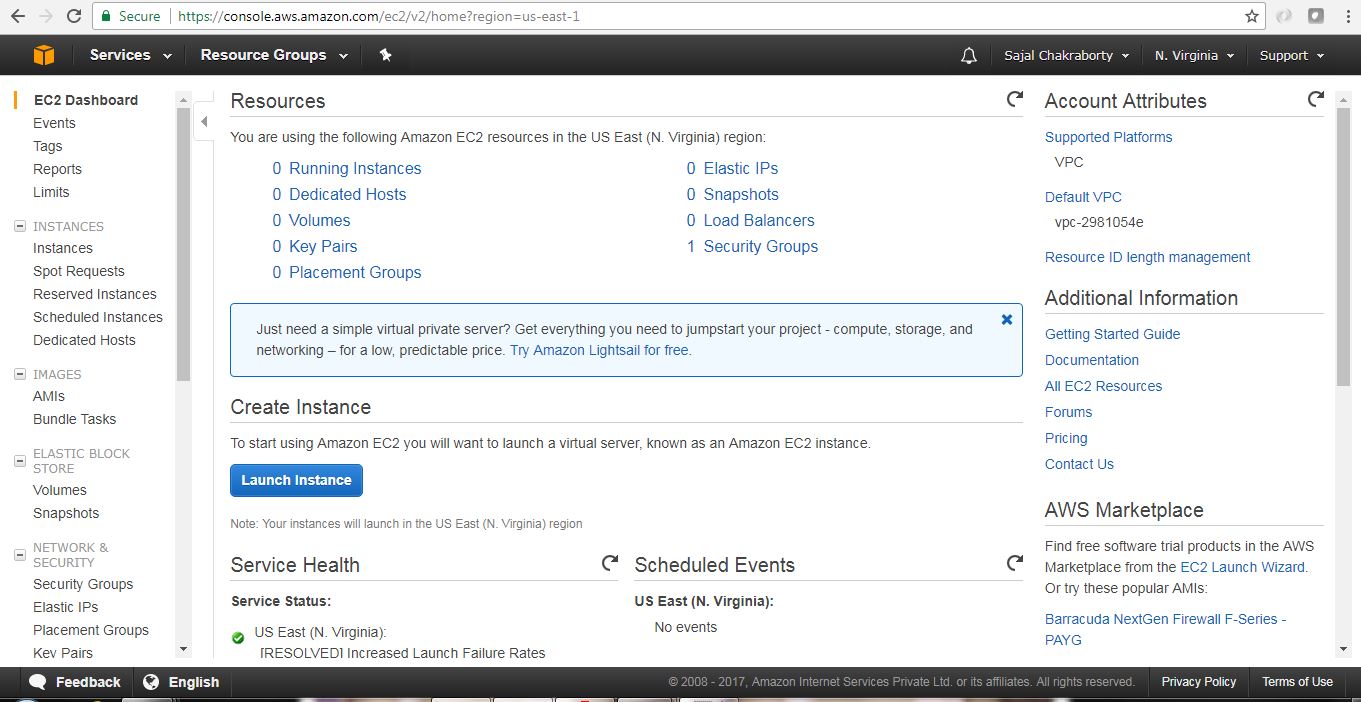 Secure
https://console.aws.amazon.com/ec2/v2/home?region=us-east-1
Services
Resource Groups
Sajal Chakraborty
N. Virginia
Support
EC2 Dashboard
Events
Tags
Reports
Limits
INSTANCES
Instances
Spot Requests
Reserved Instances
Scheduled Instances
Dedicated Hosts
IMAGES
AMIs
Bundle Tasks
ELASTIC BLOCK
STORE
Volumes
Snapshots
NETWORK &
SECURITY
Security Groups
Elastic IPs
Placement Groups
Key Pairs
Resources
You are using the following Amazon EC2 resources in the US East (N. Virginia) region:
0 Running Instances
0 Dedicated Hosts
0 Volumes
0 Key Pairs
0 Placement Groups
0 Elastic IPs
0 Snapshots
0 Load Balancers
1 Security Groups
Just need a simple virtual private server? Get everything you need to jumpstart your project - compute, storage, and
networking – for a low, predictable price. Try Amazon Lightsail for free.
Create Instance
To start using Amazon EC2 you will want to launch a virtual server, known as an Amazon EC2 instance.
Launch Instance
Note: Your instances will launch in the US East (N. Virginia) region
Service Health
Service Status:
US East (N. Virginia):
[RESOLVED] Increased Launch Failure Rates
Scheduled Events
US East (N. Virginia):
No events
Account Attributes
Supported Platforms
VPC
Default VPC
vpc-2981054e
Resource ID length management
Additional Information
Getting Started Guide
Documentation
All EC2 Resources
Forums
Pricing
Contact Us
AWS Marketplace
Find free software trial products in the AWS
Marketplace from the EC2 Launch Wizard.
Or try these popular AMIs:
Barracuda NextGen Firewall F-Series -
PAYG
Feedback
English
© 2008 - 2017, Amazon Internet Services Private Ltd. or its affiliates. All rights reserved.
Privacy Policy
Terms of Use